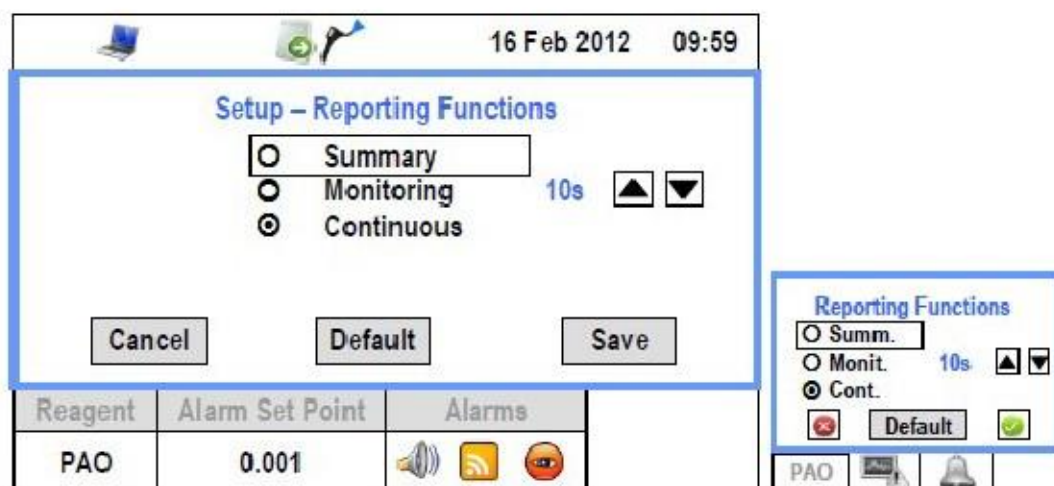 16 Feb 2012 09:59
Setup – Reporting Functions
Summary
Monitoring 10s
Continuous
Cancel Default Save
Reagent Alarm Set Point Alarms
PAO 0.001
Reporting Functions
Summ.
Monit. 10s
Cont.
Default
PAO